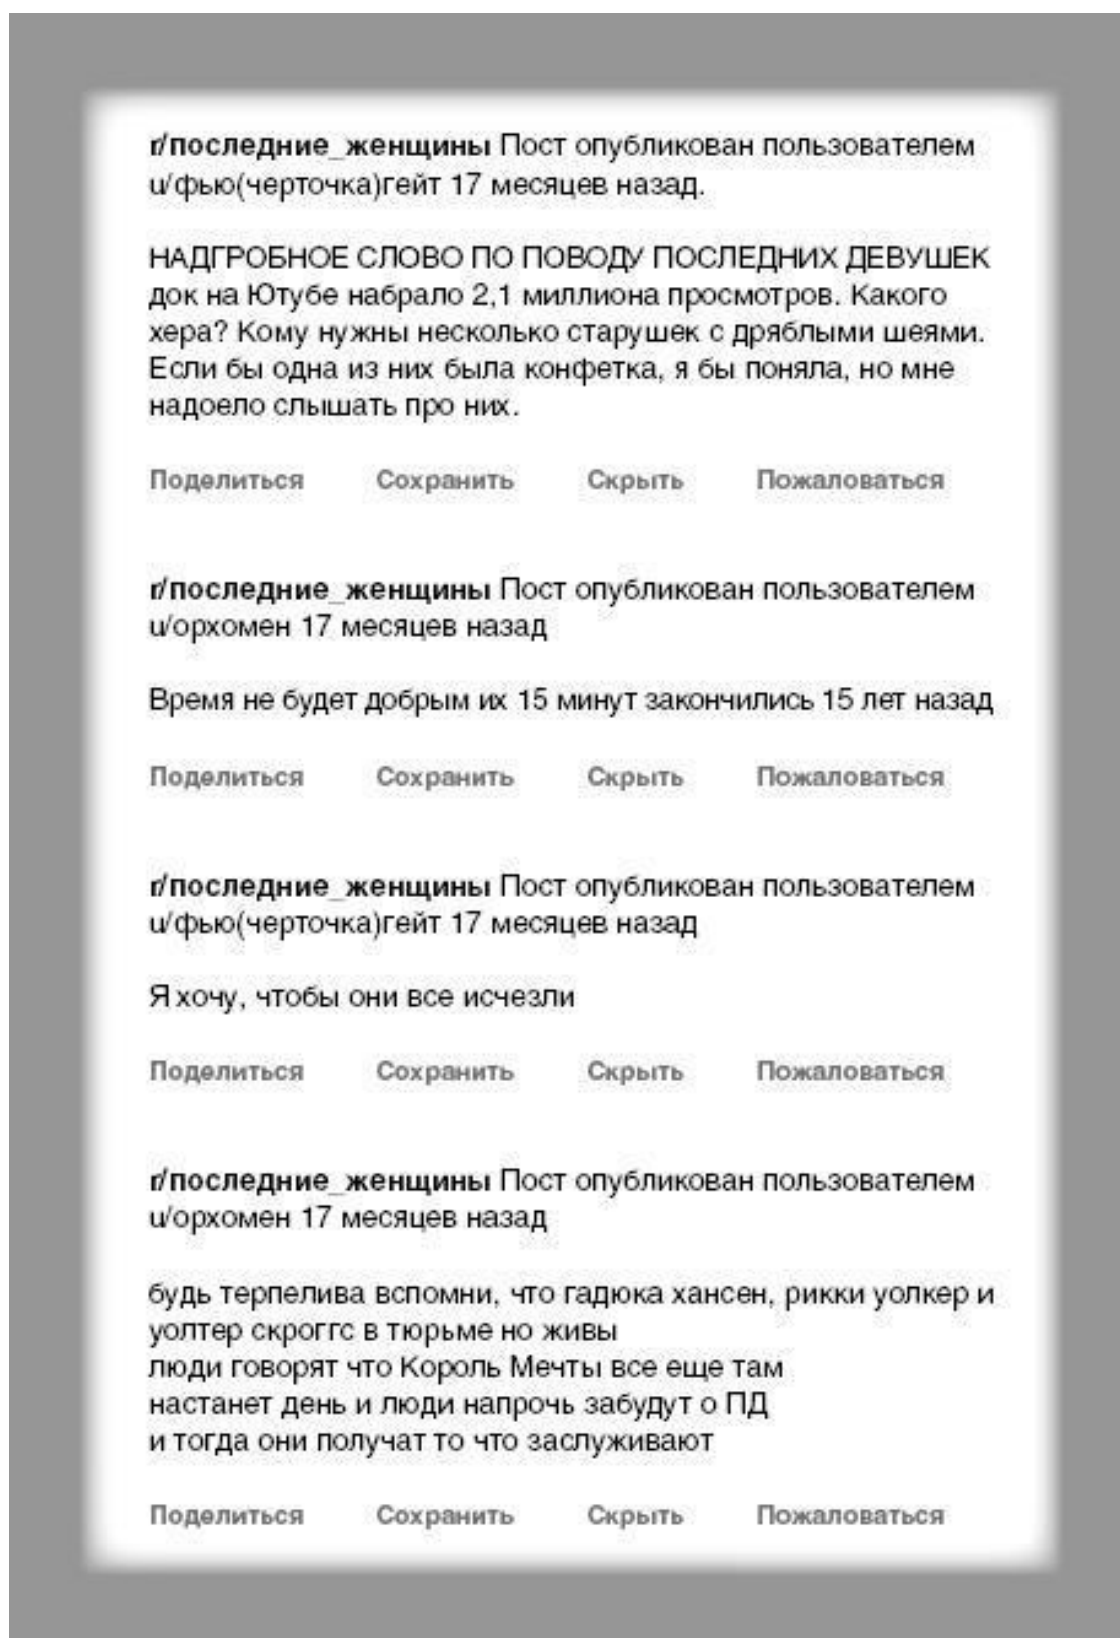 r/последние_женщины Пост опубликован пользователем
u/фью(черточка)гейт 17 месяцев назад.
НАДГРОБНОЕ СЛОВО ПО ПОВОДУ ПОСЛЕДНИХ ДЕВУШЕК
док на Ютубе набрало 2,1 миллиона просмотров. Какого
хера? Кому нужны несколько старушек с дряблыми шеями.
Если бы одна из них была конфетка, я бы поняла, но мне
надоело слышать про них.
Поделиться Сохранить Скрыть Пожаловаться
r/последние_женщины Пост опубликован пользователем
u/орхомен 17 месяцев назад
Время не будет добрым их 15 минут закончились 15 лет назад
Поделиться Сохранить Скрыть Пожаловаться
r/последние_женщины Пост опубликован пользователем
u/фью(черточка)гейт 17 месяцев назад
Я хочу, чтобы они все исчезли
Поделиться Сохранить Скрыть Пожаловаться
r/последние_женщины Пост опубликован пользователем
u/орхомен 17 месяцев назад
будь терпелива вспомни, что гадюка хансен, рикки уолкер и
уолтер скроггс в тюрьме но живы
люди говорят что Король Мечты все еще там
настанет день и люди напрочь забудут о ПД
и тогда они получат то что заслуживают
Поделиться Сохранить Скрыть Пожаловаться